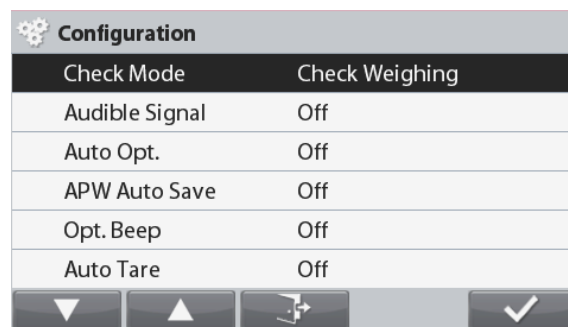 Configuration
Check Mode Check Weighing
Audible Signal Off
Auto Opt. Off
APW Auto Save Off
Opt. Beep Off
Auto Tare Off